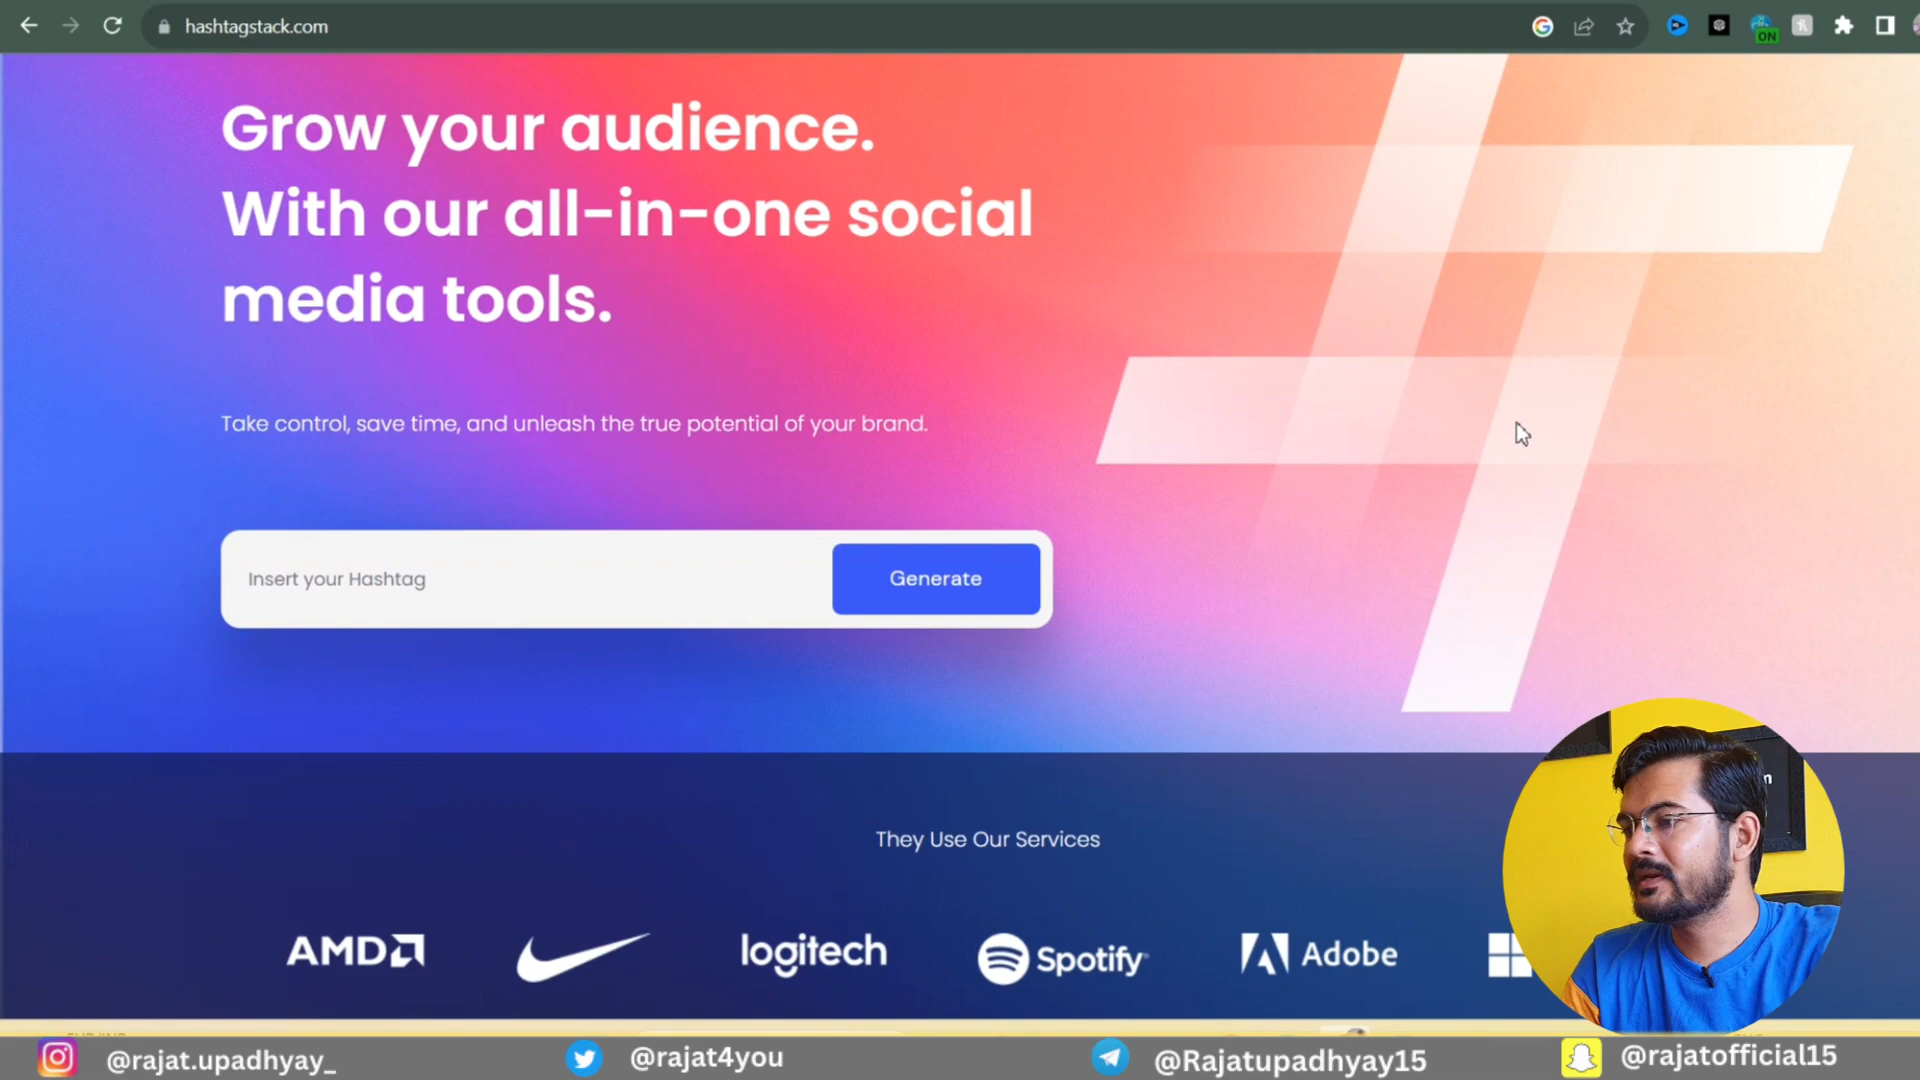 hashtagstack.com
ON
Grow your audience.
With our all-in-one social
media tools.
Take control, save time, and unleash the true potential of your brand.
Insert your Hashtag
Generate
They Use Our Services
AMD
logitech
Spotify
Adobe
@rajat.upadhyay_
@rajat4you
@Rajatupadhyay15
@rajatofficial15